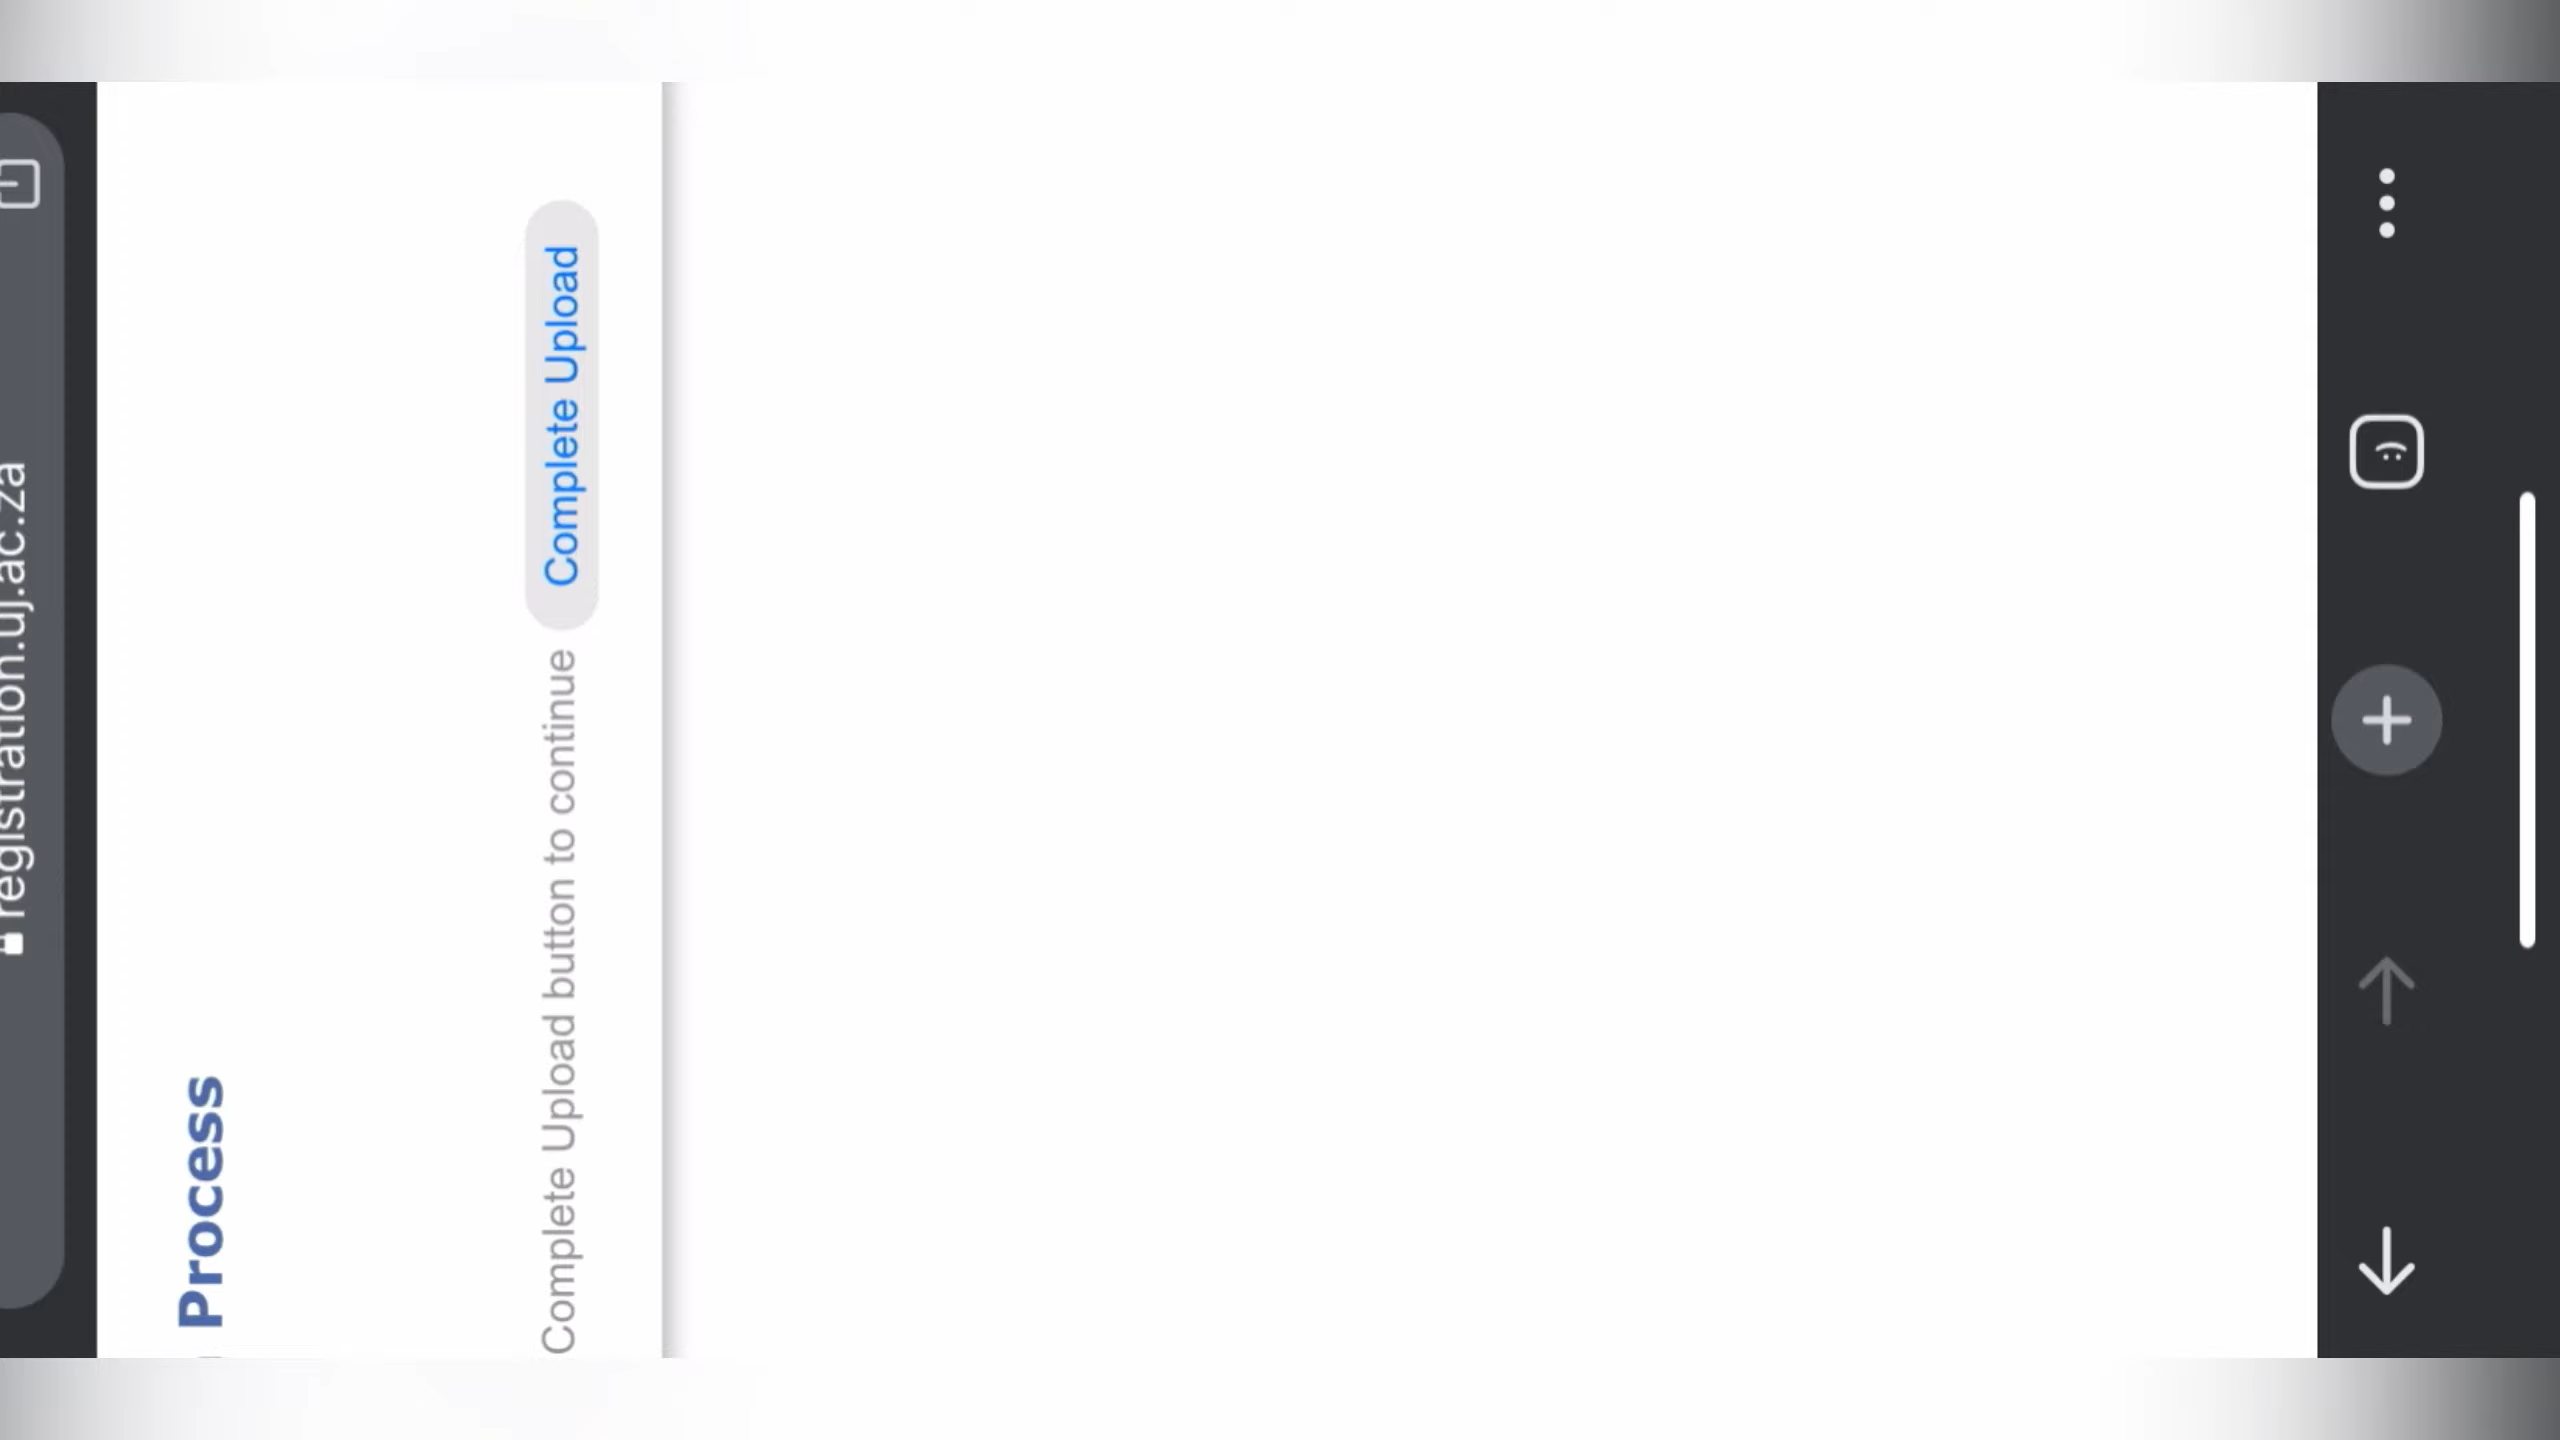 registration.uj.ac.za
Process
Complete Upload button to continue Complete Upload